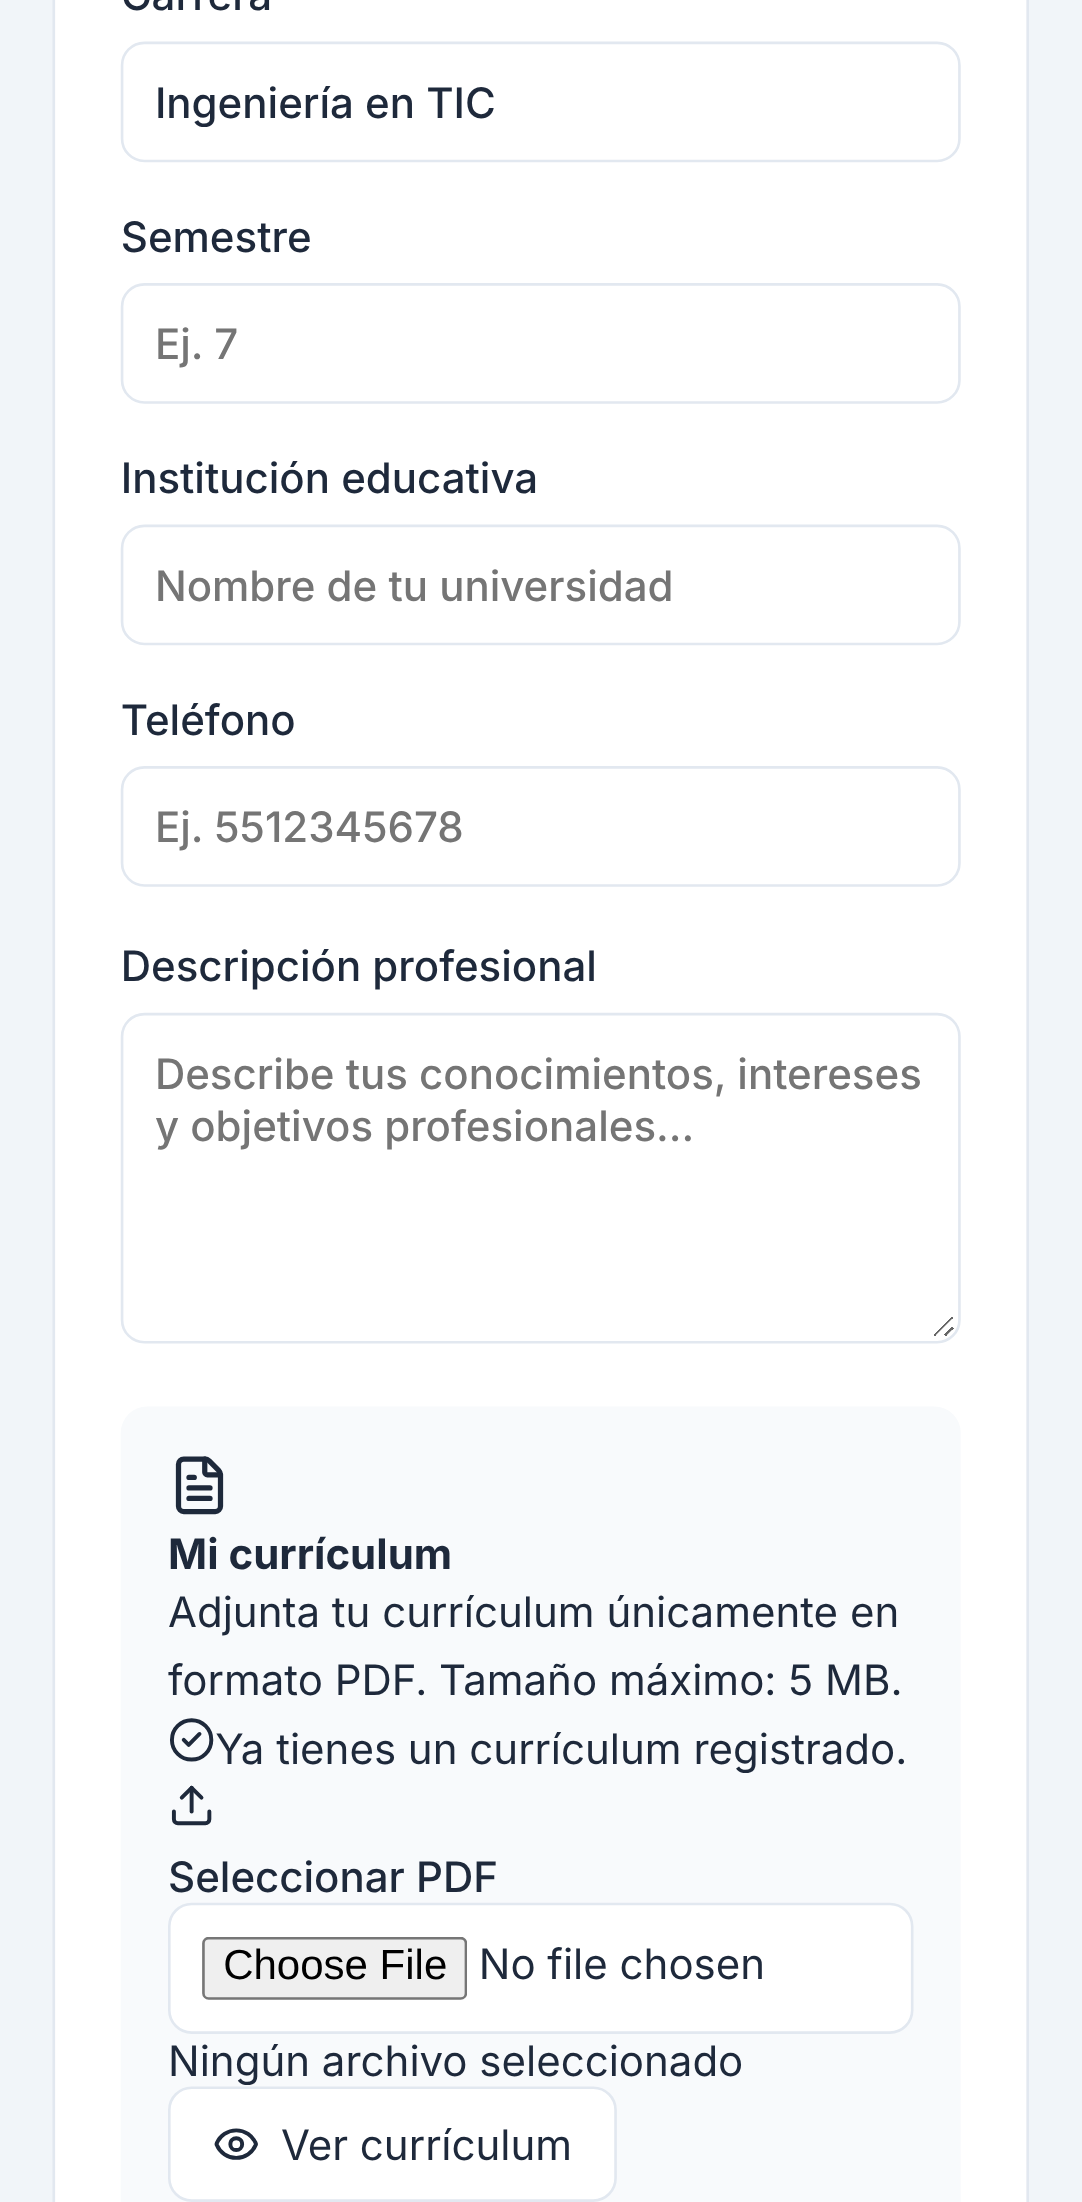 Carrera
Ingeniería en TIC
Semestre
Ej. 7
Institución educativa
Nombre de tu universidad
Teléfono
Ej. 5512345678
Descripción profesional
Describe tus conocimientos, intereses
y objetivos profesionales...
Mi currículum
Adjunta tu currículum únicamente en
formato PDF. Tamaño máximo: 5 MB.
Ya tienes un currículum registrado.
Seleccionar PDF
Choose File No file chosen
Ningún archivo seleccionado
Ver currículum